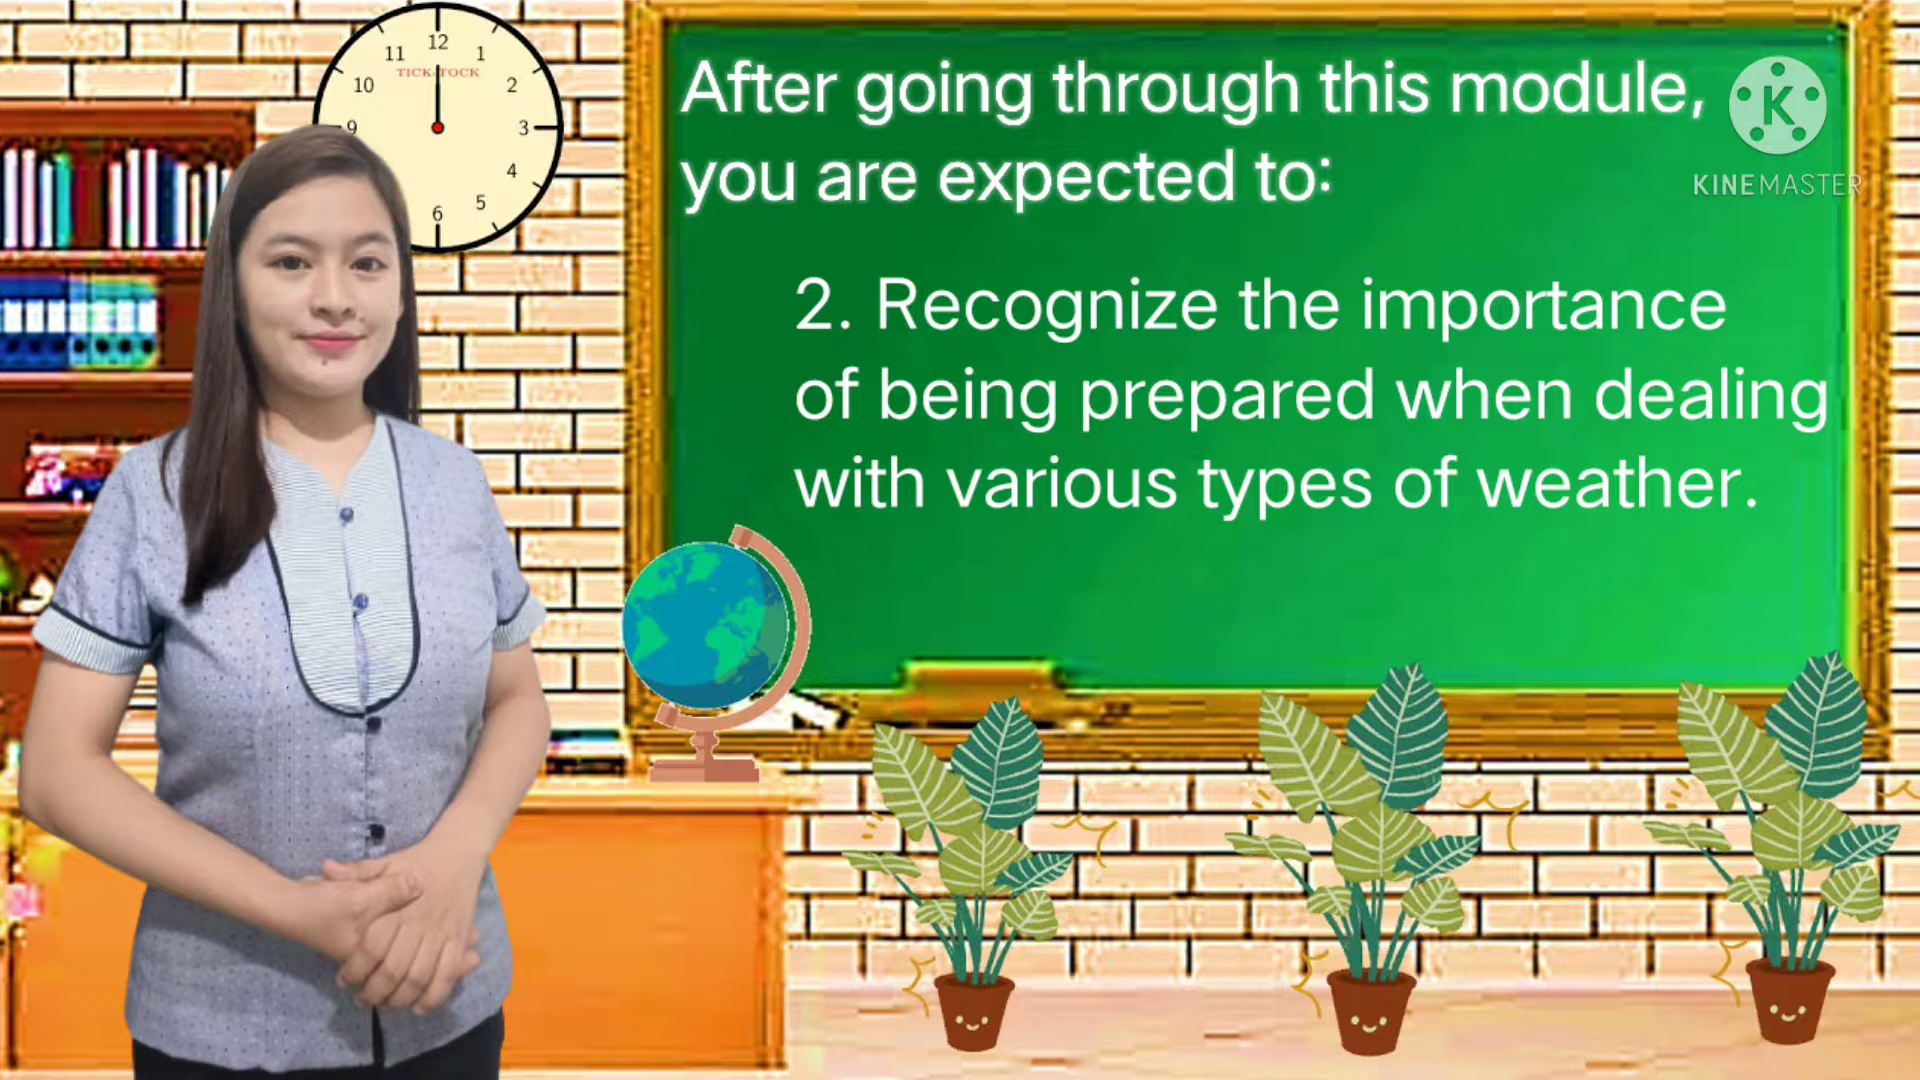 12
11
1
TICK-TOCK
10
2
9
3
4
5
6
After going through this module,
you are expected to:
K
KINEMASTER
2. Recognize the importance
of being prepared when dealing
with various types of weather.